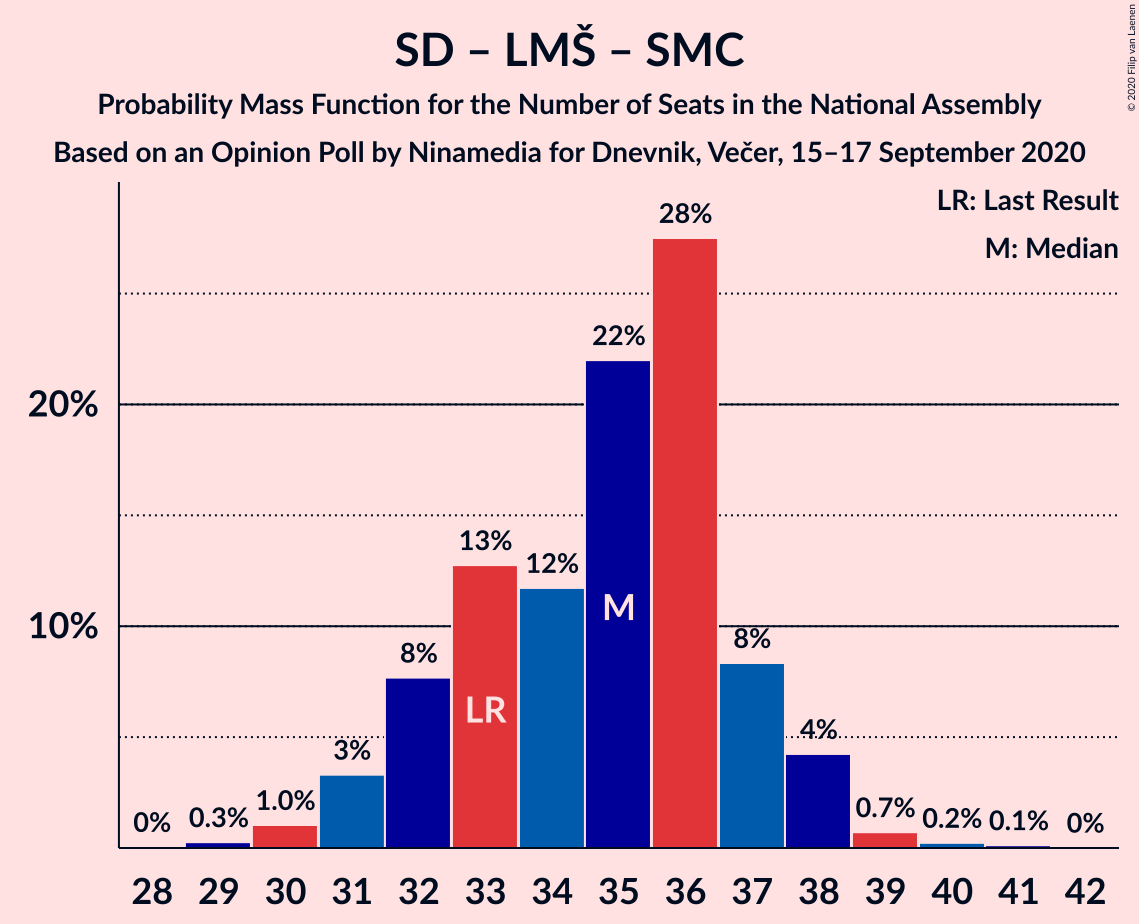 © 2020 Filip van Laenen
SD – LMŠ – SMC
Probability Mass Function for the Number of Seats in the National Assembly
Based on an Opinion Poll by Ninamedia for Dnevnik, Večer, 15–17 September 2020
LR: Last Result
M: Median
20%
10%
0%
0.3%
1.0%
3%
8%
13%
12%
22%
28%
8%
4%
0.7%
0.2%
0.1%
0%
LR
M
28 29 30 31 32 33 34 35 36 37 38 39 40 41 42